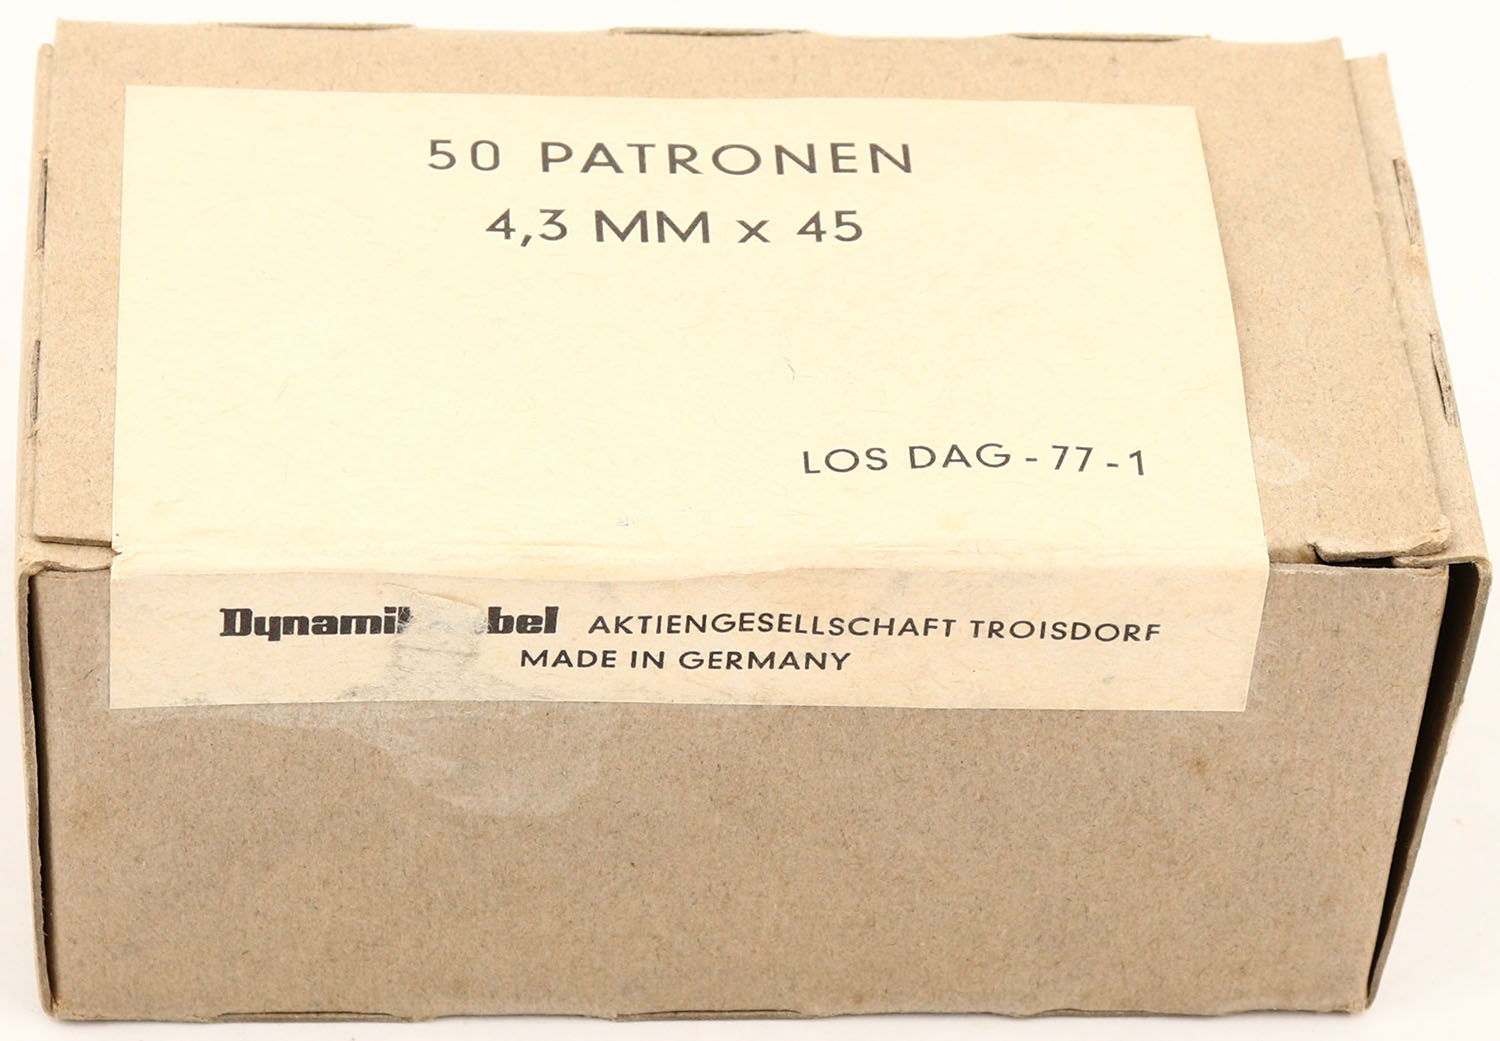 50 PATRONEN
4,3 MM x 45
LOS DAG - 77 - 1
AKTIENGESELLSCHAFT TROISDORF
MADE IN GERMANY